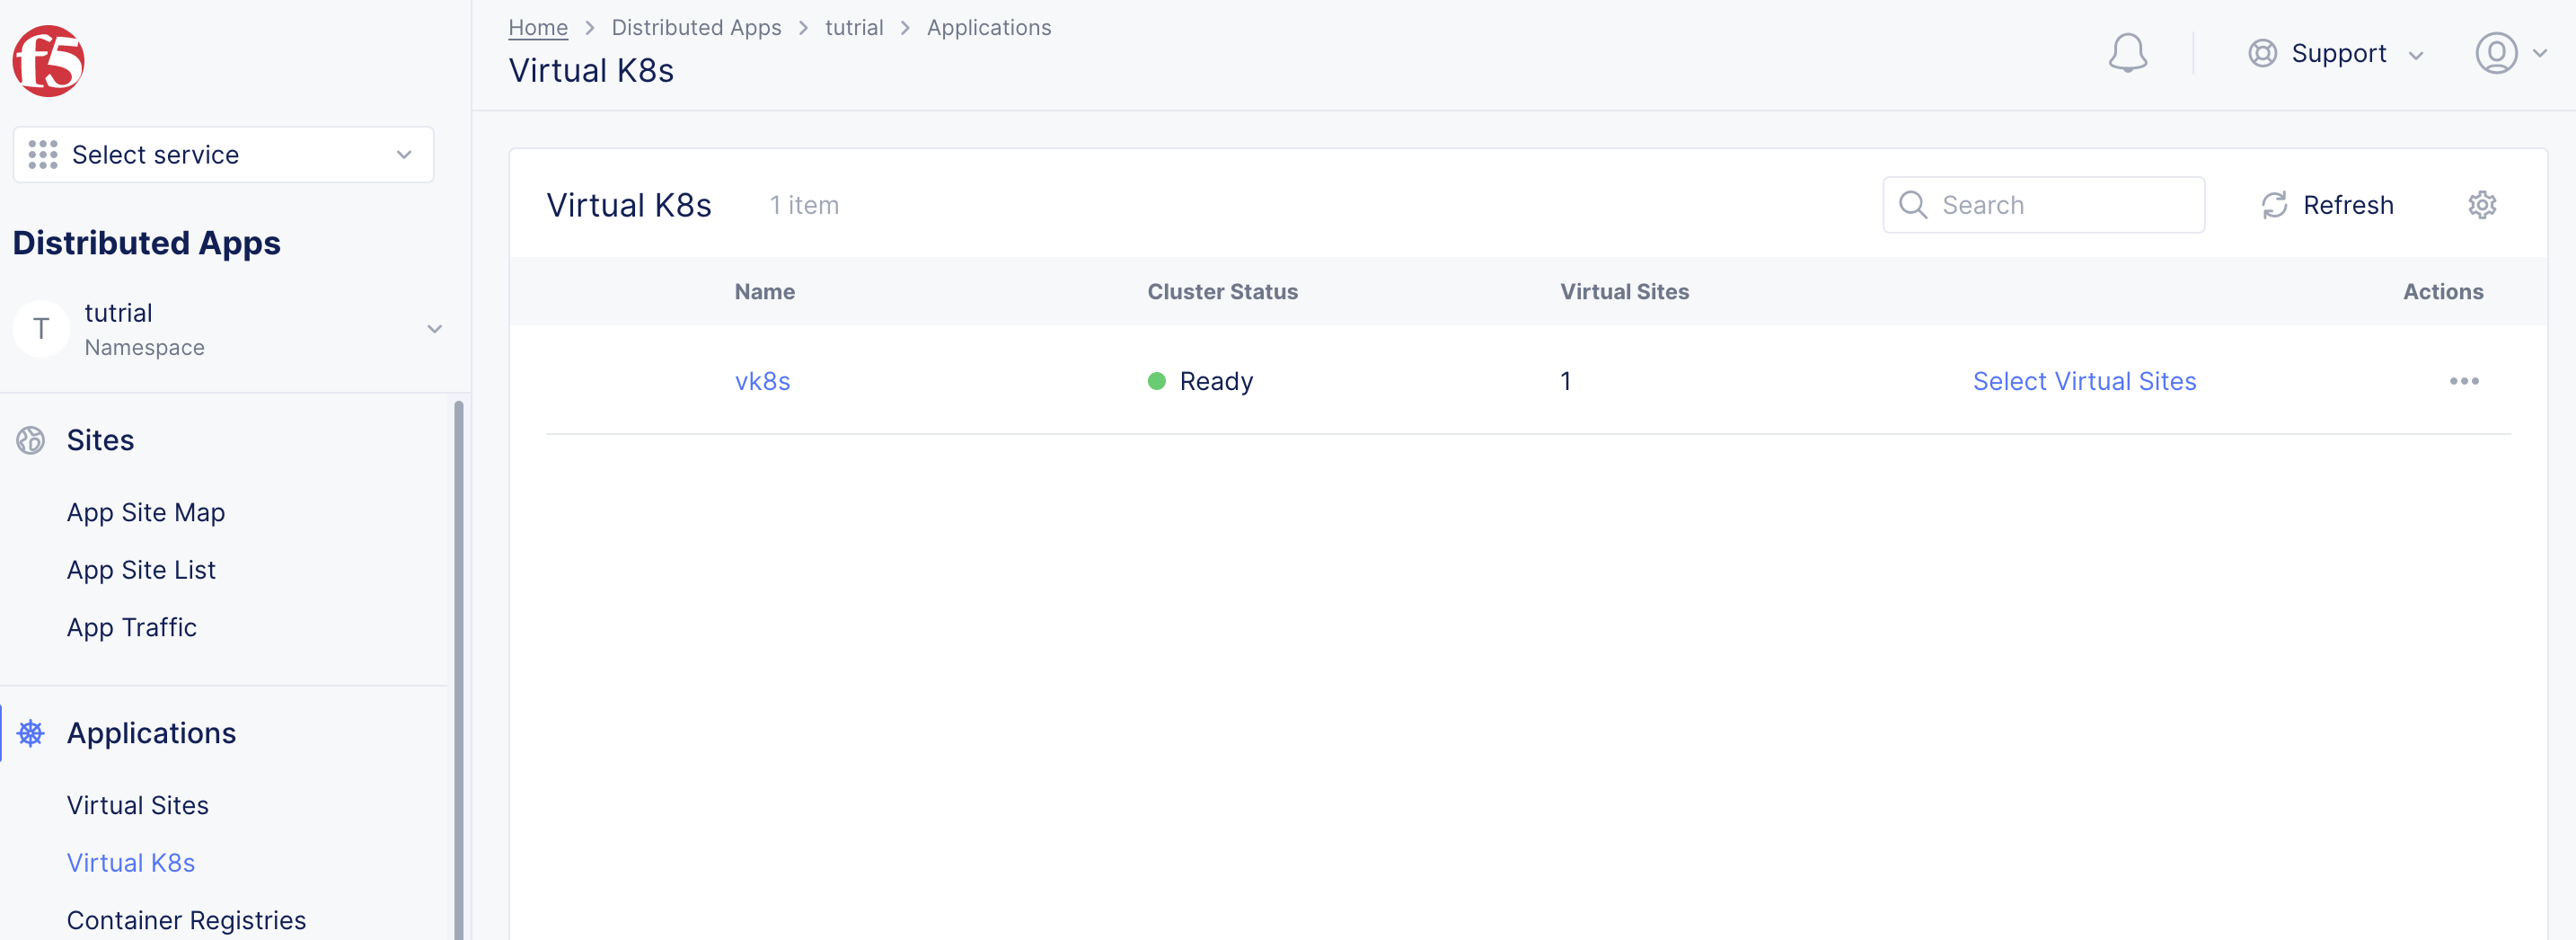 f5
Select service
Distributed Apps
T
tutrial
Namespace
Sites
App Site Map
App Site List
App Traffic
Applications
Virtual Sites
Virtual K8s
Container Registries
Home > Distributed Apps > tutrial > Applications
Virtual K8s
Support
Virtual K8s 1 item
Search
Refresh
Name Cluster Status Virtual Sites Actions
vk8s Ready 1 Select Virtual Sites